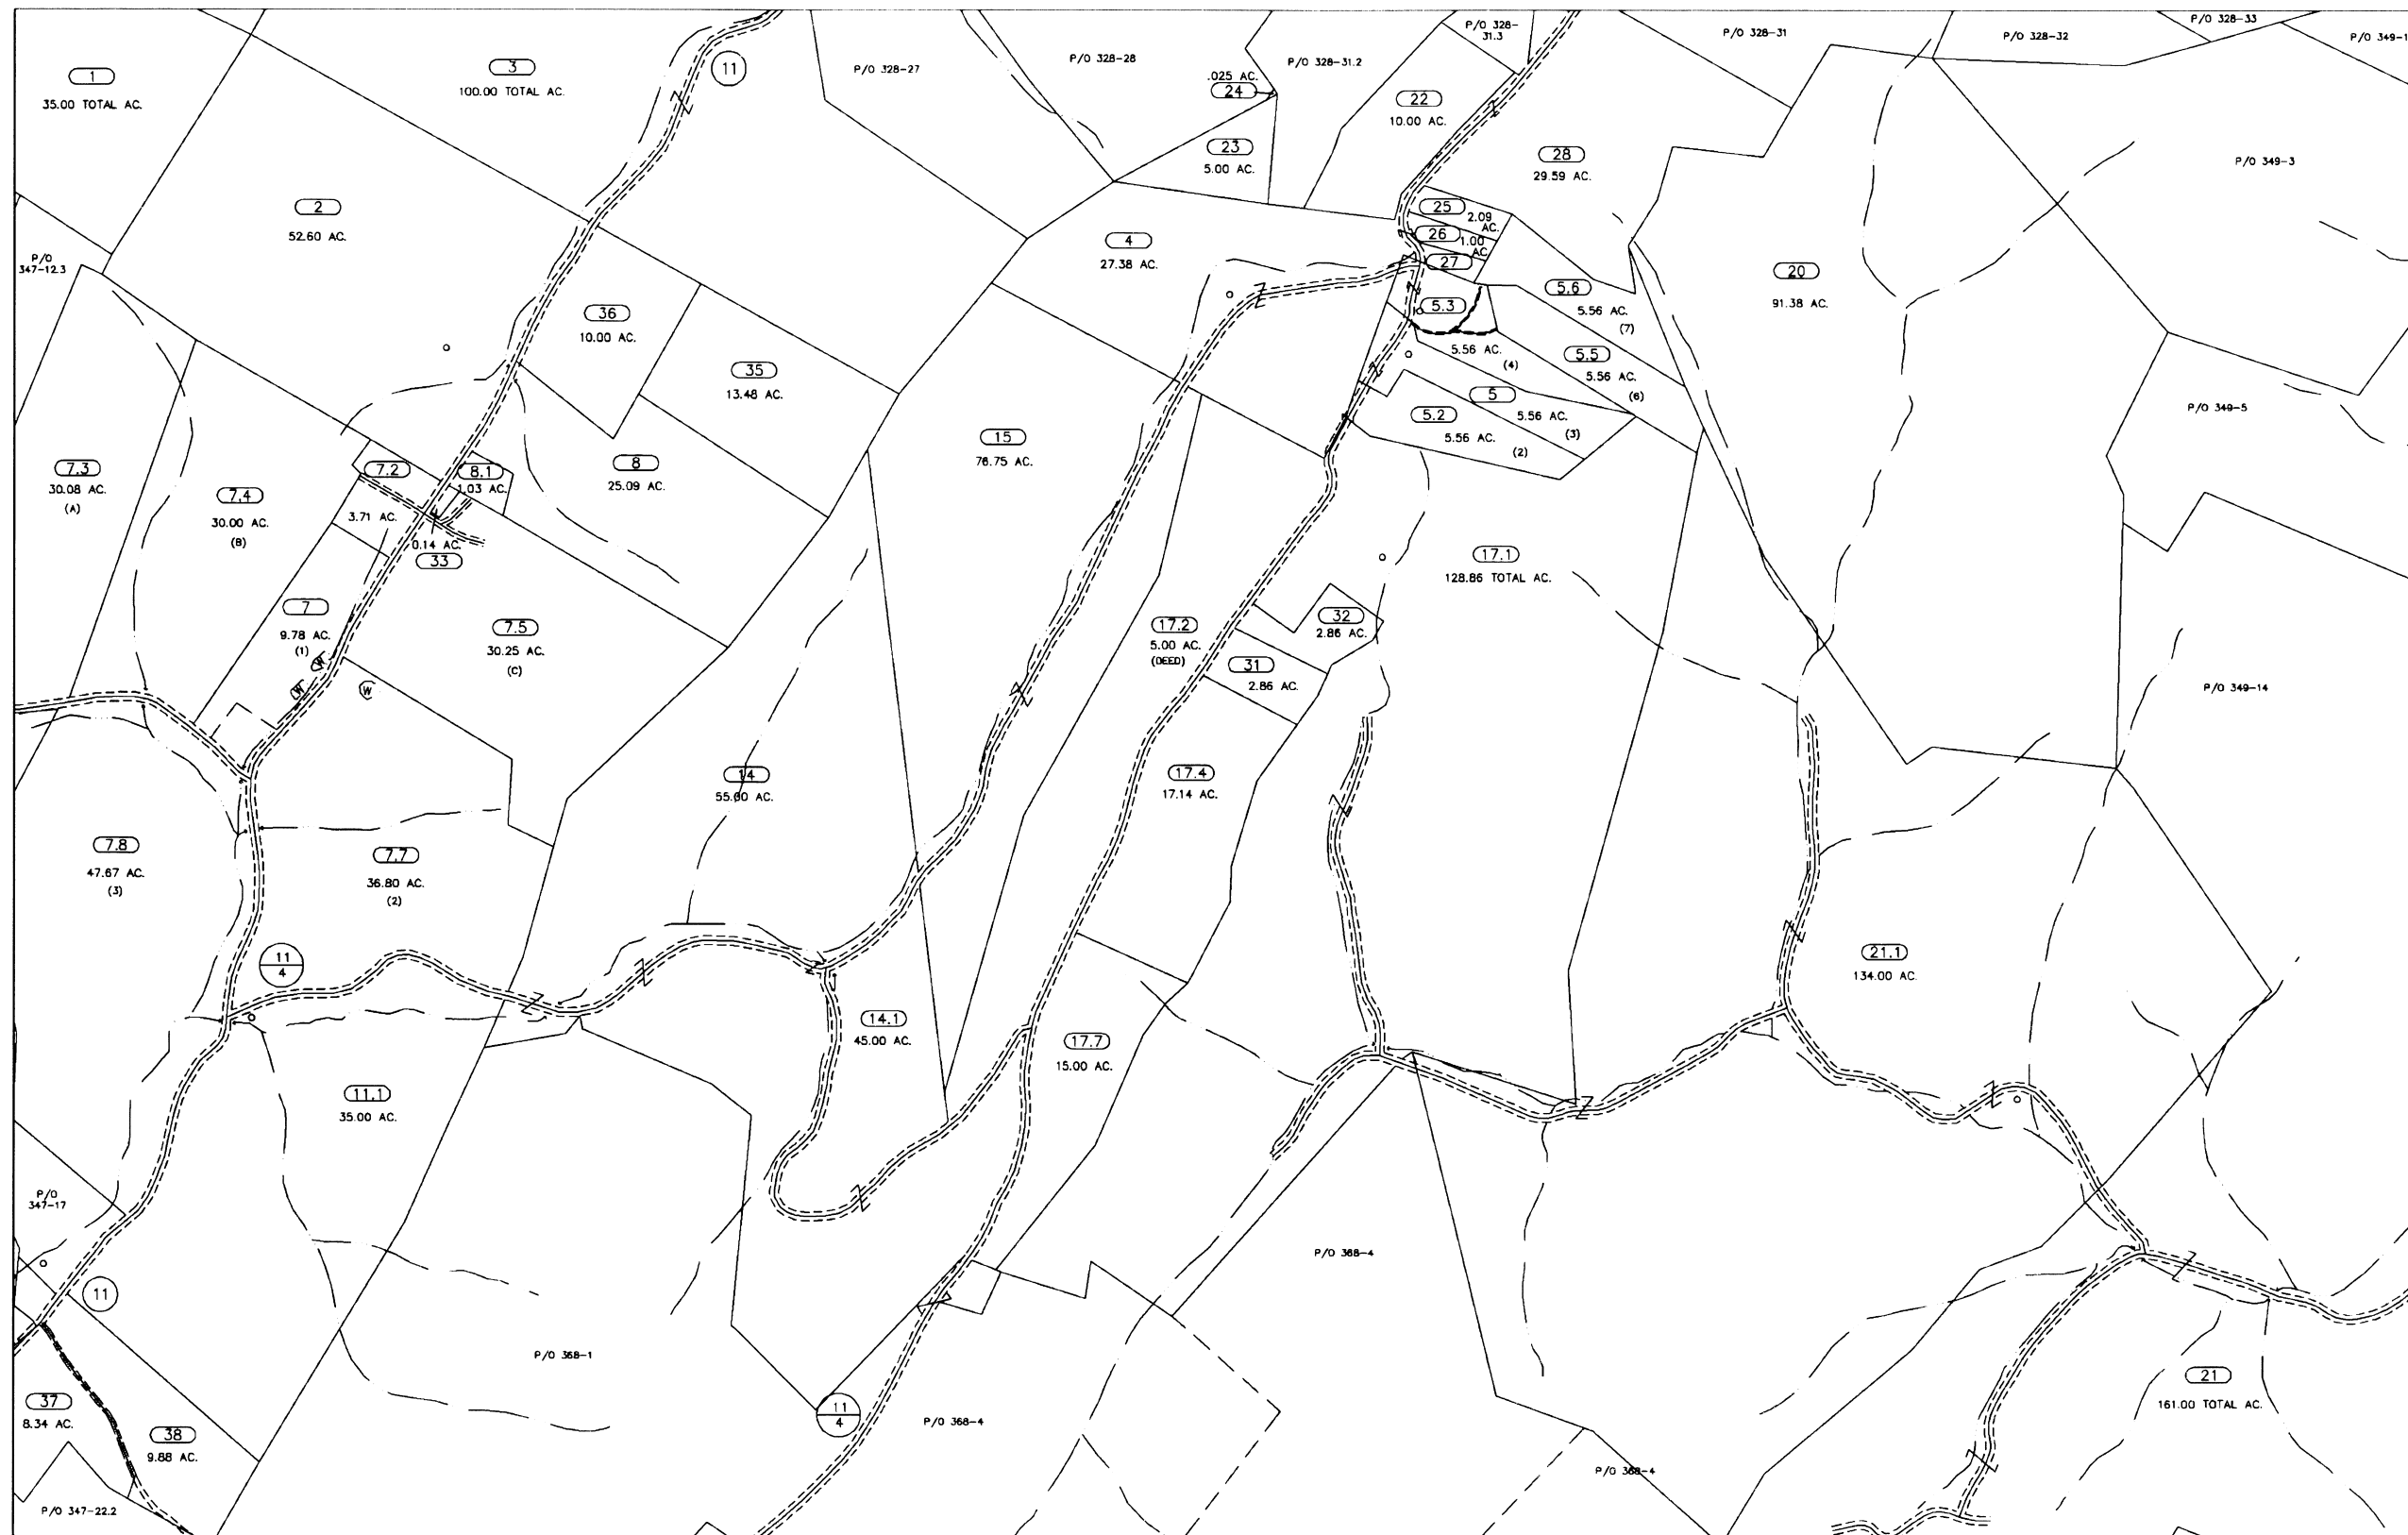 1
35.00 TOTAL AC.
3
100.00 TOTAL AC.
11
P/O 328-27
P/O 328-28
.025 AC.
24
P/O 328-31.2
P/O 328-
31.3
P/O 328-31
P/O 328-32
P/O 328-33
P/O 349-1
22
10.00 AC.
23
5.00 AC.
28
29.59 AC.
P/O 349-3
2
52.60 AC.
P/O
347-12.3
4
27.38 AC.
25
2.09
AC.
26
1.00
AC
27
20
91.38 AC.
36
10.00 AC.
5.6
5.56 AC.
(7)
5.3
5.56 AC.
(4)
5.5
5.56 AC.
(6)
35
13.48 AC.
5
5.56 AC.
(3)
5.2
5.56 AC.
(2)
P/O 349-5
15
76.75 AC.
7.3
30.08 AC.
(A)
7.4
30.00 AC.
(B)
7.2
3.71 AC.
8.1
1.03 AC.
8
25.09 AC.
0.14 AC.
33
17.1
128.86 TOTAL AC.
7
9.78 AC.
(1)
W
W
W
7.5
30.25 AC.
(C)
17.2
5.00 AC.
(DEED)
32
2.86 AC.
31
2.86 AC.
P/O 349-14
14
55.00 AC.
17.4
17.14 AC.
7.8
47.67 AC.
(3)
7.7
36.80 AC.
(2)
11
4
21.1
134.00 AC.
14.1
45.00 AC.
17.7
15.00 AC.
11.1
35.00 AC.
P/O
347-17
P/O 368-4
11
P/O 368-1
21
161.00 TOTAL AC.
37
8.34 AC.
38
9.88 AC.
11
4
P/O 368-4
P/O 368-4
P/O 347-22.2